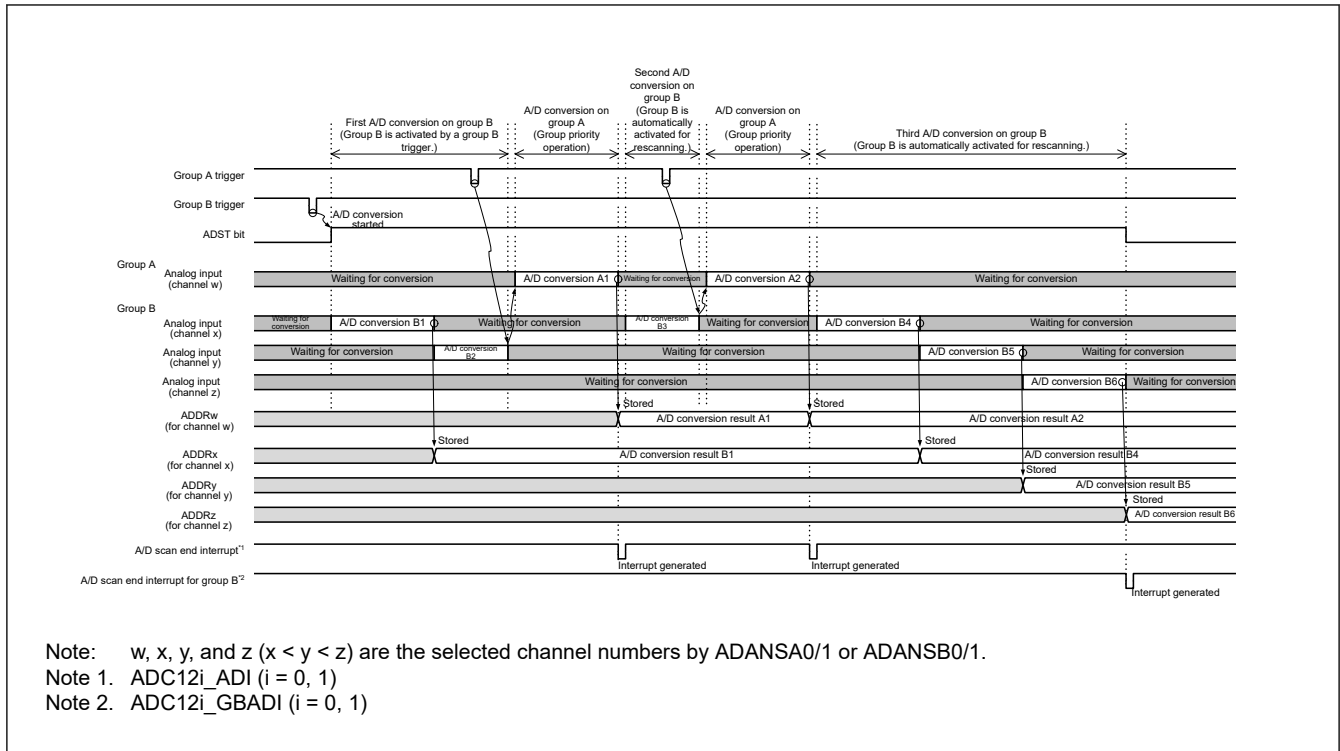 First A/D conversion on group B
(Group B is activated by a group B
trigger.)
A/D conversion on
group A
(Group priority
operation)
Second A/D
conversion on
group B
(Group B is
automatically
activated for
rescanning.)
A/D conversion on
group A
(Group priority
operation)
Third A/D conversion on group B
(Group B is automatically activated for rescanning.)
Group A trigger
Group B trigger
A/D conversion
started
ADST bit
Group A
Analog input
(channel w)
Waiting for conversion
A/D conversion A1
Waiting for conversion
A/D conversion A2
Waiting for conversion
Group B
Analog input
(channel x)
Waiting for
conversion
A/D conversion B1
Waiting for conversion
A/D conversion
B3
Waiting for conversion
A/D conversion B4
Waiting for conversion
Analog input
(channel y)
Waiting for conversion
A/D conversion
B2
Waiting for conversion
A/D conversion B5
Waiting for conversion
Analog input
(channel z)
Waiting for conversion
A/D conversion B6
Waiting for conversion
Stored
Stored
ADDRw
(for channel w)
A/D conversion result A1
A/D conversion result A2
Stored
Stored
ADDRx
(for channel x)
A/D conversion result B1
A/D conversion result B4
Stored
ADDRy
(for channel y)
A/D conversion result B5
Stored
ADDRz
(for channel z)
A/D conversion result B6
A/D scan end interrupt*1
Interrupt generated
Interrupt generated
A/D scan end interrupt for group B*2
Interrupt generated
Note: w, x, y, and z (x < y < z) are the selected channel numbers by ADANSA0/1 or ADANSB0/1.
Note 1. ADC12i_ADI (i = 0, 1)
Note 2. ADC12i_GBADI (i = 0, 1)